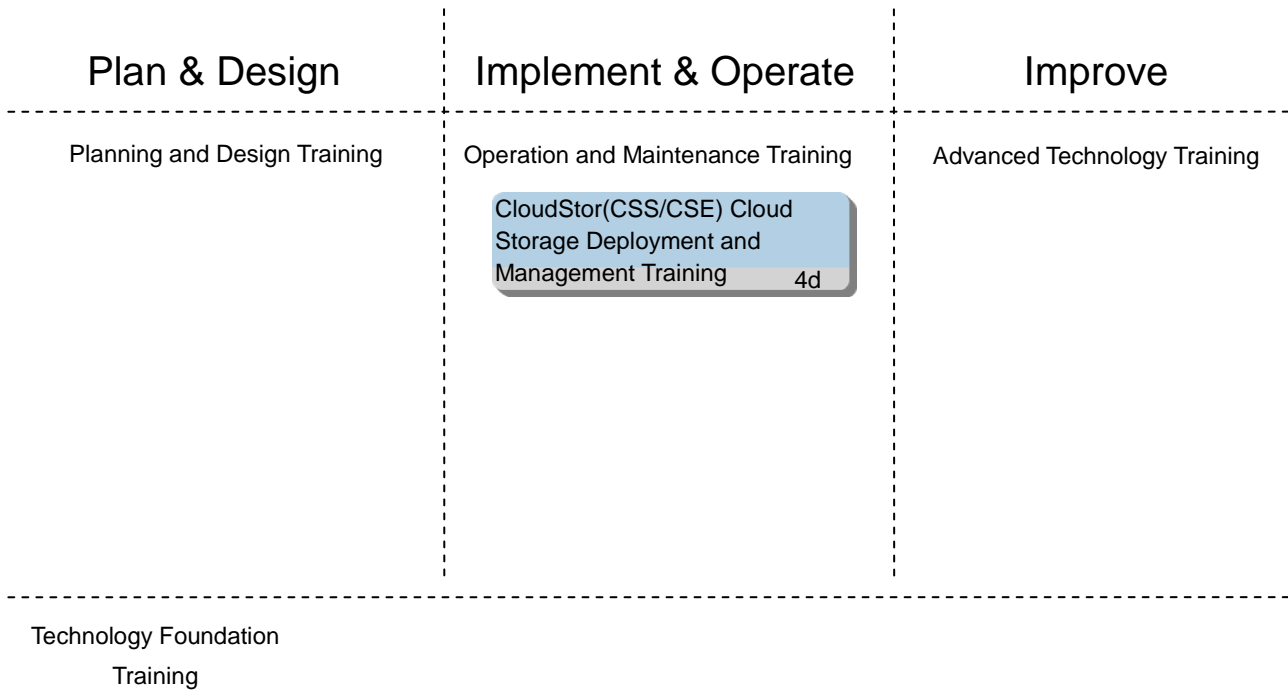 Plan & Design
Implement & Operate
Improve
Planning and Design Training
Operation and Maintenance Training
Advanced Technology Training
CloudStor(CSS/CSE) Cloud
Storage Deployment and
Management Training
4d
Technology Foundation
Training